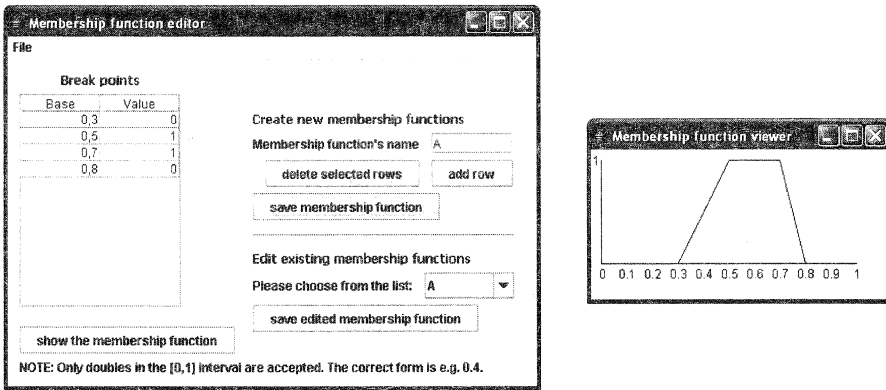 Membership function editor
File
Break points
Base Value
0,3 0
0,5 1
0,7 1
0,8 0
Create new membership functions
Membership function's name A
delete selected rows add row
save membership function
Edit existing membership functions
Please choose from the list: A
save edited membership function
show the membership function
NOTE: Only doubles in the [0,1] interval are accepted. The correct form is e.g. 0.4.
Membership function viewer
1
0 0.1 0.2 0.3 0.4 0.5 0.6 0.7 0.8 0.9 1